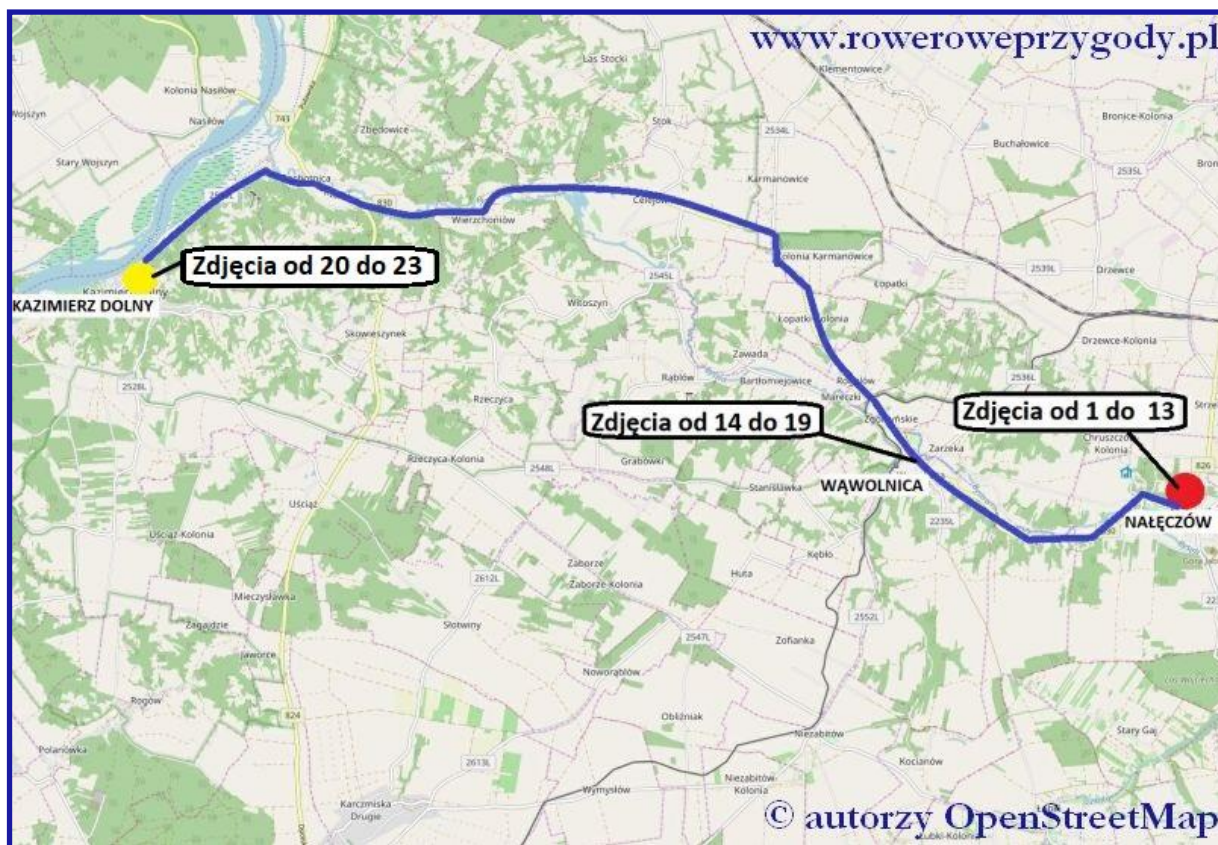 www.roweroweprzygody.pl
Las Stocki
Klementowice
Kolonia Nasiłów
Wojszyn
Nasiłów
743
Zbędowice
Stok
2534L
Bronice-Kolonia
Buchałowice
Stary Wojszyn
Karmanowice
2535L
830
Celejów
Wierzchoniów
Zdjęcia od 20 do 23
2545L
Kolonia Karmanowice
2539L
Drzewce
KAZIMIERZ DOLNY
Witoszyn
Łopatki
Skowieszynek
Łopatki-Kolonia
Drzewce-Kolonia
Zawada
2528L
Rąblów
Bartłomiejowice
2536L
Rzeczyca
Mareczki
Zdjęcia od 14 do 19
Zdjęcia od 1 do 13
Zarzeka
Rzeczyca-Kolonia
2548L
Grabówki
826
Stanisławka
WĄWOLNICA
Uściąż
2235L
NAŁĘCZÓW
Uściąż-Kolonia
Kębło
Zaborze
Huta
2612L
Zaborze-Kolonia
Mieczysławka
2552L
Zagajdzie
Słotwiny
2547L
Zofianka
Jaworce
Noworąblów
Rogów
824
Obliźniak
Stary Gaj
Polanówka
Niezabitów
2613L
Kocianów
Niezabitów-
Kolonia
Wymysłów
Karczmiska
Drugie
© autorzy OpenStreetMap